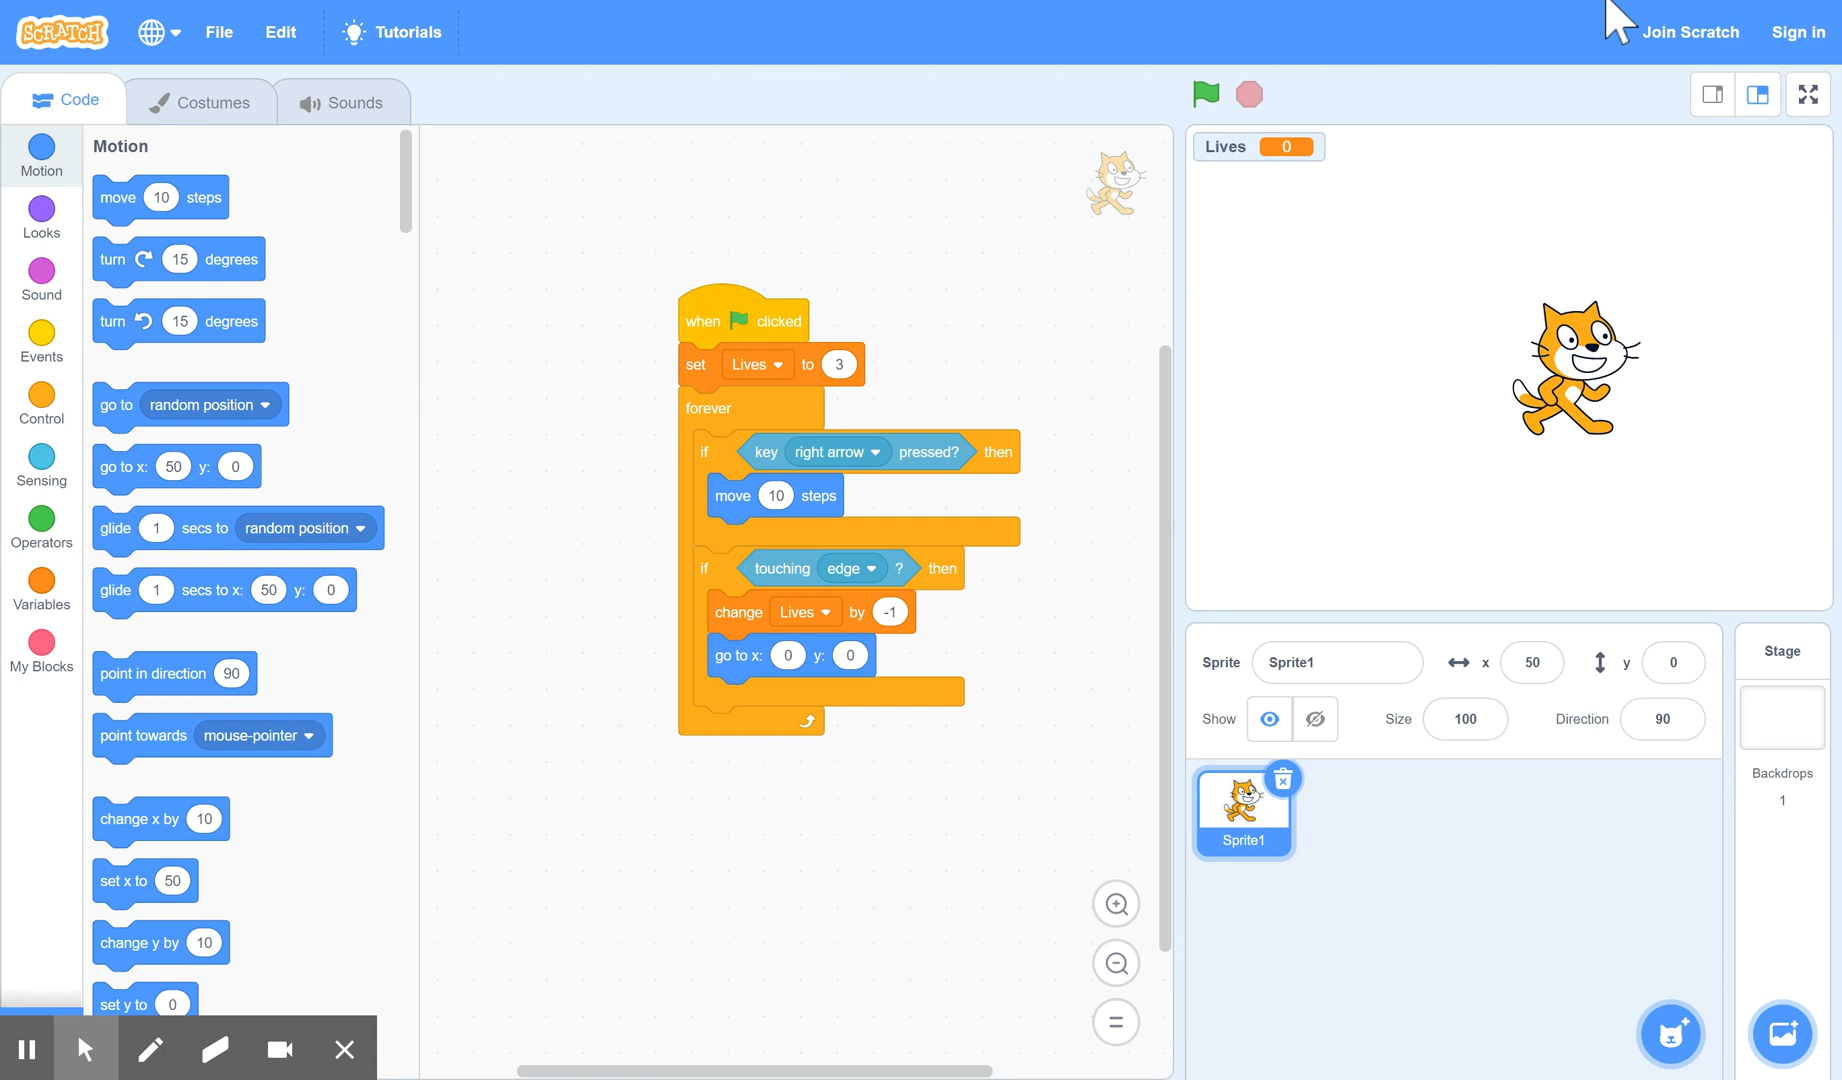 SCRATCH
File
Edit
Tutorials
Join Scratch
Sign in
Code
Costumes
Sounds
Motion
Looks
Sound
Events
Control
Sensing
Operators
Variables
My Blocks
Motion
move 10 steps
turn 15 degrees
turn 15 degrees
go to random position
go to x: 50 y: 0
glide 1 secs to random position
glide 1 secs to x: 50 y: 0
point in direction 90
point towards mouse-pointer
change x by 10
set x to 50
change y by 10
set y to 0
when clicked
set Lives to 3
forever
if key right arrow pressed? then
move 10 steps
if touching edge ? then
change Lives by -1
go to x: 0 y: 0
Lives 0
Sprite Sprite1 x 50 y 0
Show Size 100 Direction 90
Sprite1
Stage
Backdrops
1